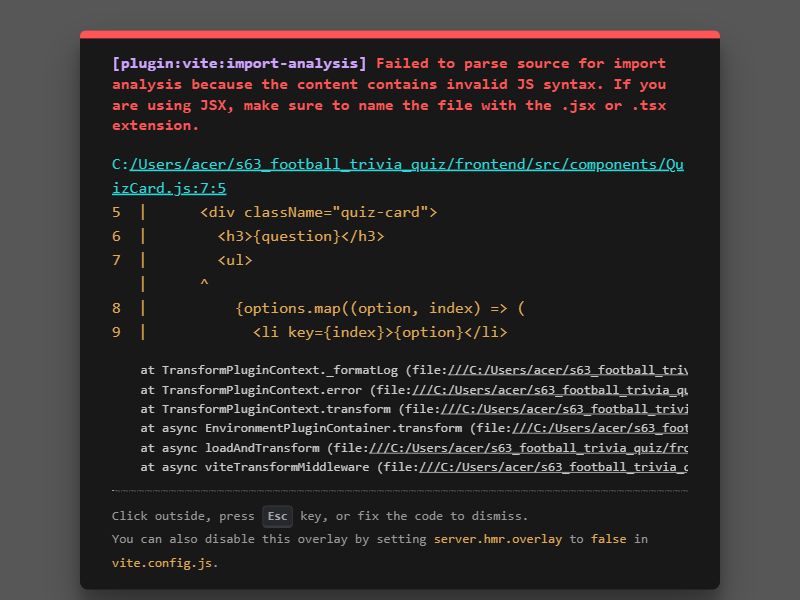 [plugin:vite:import-analysis] Failed to parse source for import
analysis because the content contains invalid JS syntax. If you
are using JSX, make sure to name the file with the .jsx or .tsx
extension.
C:/Users/acer/s63_football_trivia_quiz/frontend/src/components/Qu
izCard.js:7:5
5  |      <div className="quiz-card">
6  |        <h3>{question}</h3>
7  |        <ul>
   |      ^
8  |          {options.map((option, index) => (
9  |            <li key={index}>{option}</li>
at TransformPluginContext._formatLog (file:///C:/Users/acer/s63_football_triv
at TransformPluginContext.error (file:///C:/Users/acer/s63_football_trivia_qu
at TransformPluginContext.transform (file:///C:/Users/acer/s63_football_trivi
at async EnvironmentPluginContainer.transform (file:///C:/Users/acer/s63_foot
at async loadAndTransform (file:///C:/Users/acer/s63_football_trivia_quiz/fro
at async viteTransformMiddleware (file:///C:/Users/acer/s63_football_trivia_q
Click outside, press Esc key, or fix the code to dismiss.
You can also disable this overlay by setting server.hmr.overlay to false in
vite.config.js.